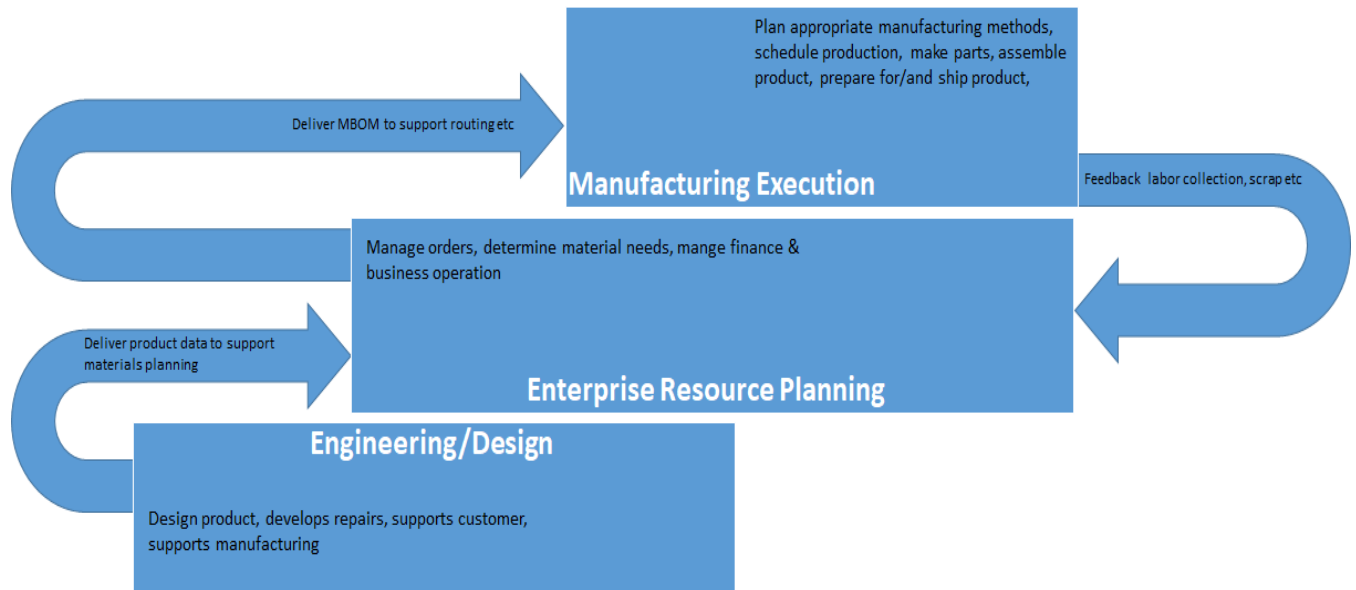 Plan appropriate manufacturing methods,
schedule production, make parts, assemble
product, prepare for/and ship product,
Deliver MBOM to support routing etc
Manufacturing Execution
Feedback labor collection, scrap etc
Manage orders, determine material needs, mange finance &
business operation
Deliver product data to support
materials planning
Enterprise Resource Planning
Engineering/Design
Design product, develops repairs, supports customer,
supports manufacturing